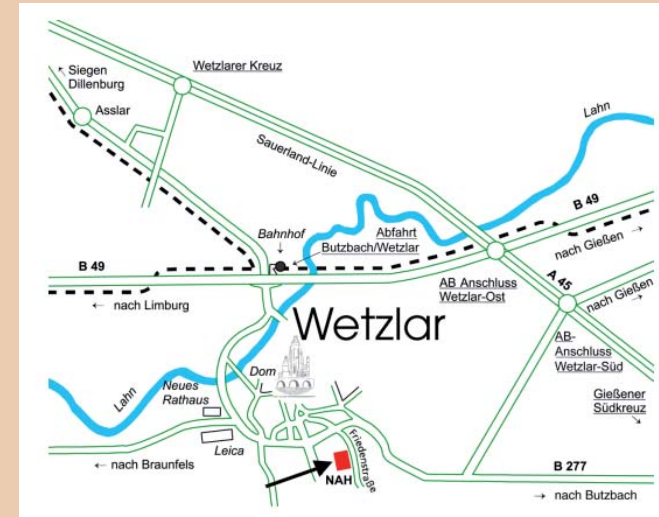 Siegen
Dillenburg
Wetzlarer Kreuz
Asslar
Lahn
Sauerland-Linie
B 49
Bahnhof
Abfahrt
Butzbach/Wetzlar
nach Gießen →
B 49
← nach Limburg
AB Anschluss
Wetzlar-Ost
A 45
nach Gießen →
Wetzlar
AB-
Anschluss
Wetzlar-Süd
Dom
Neues
Rathaus
Lahn
Gießener
Südkreuz
Leica
Friedenstraße
← nach Braunfels
NAH
B 277
→ nach Butzbach